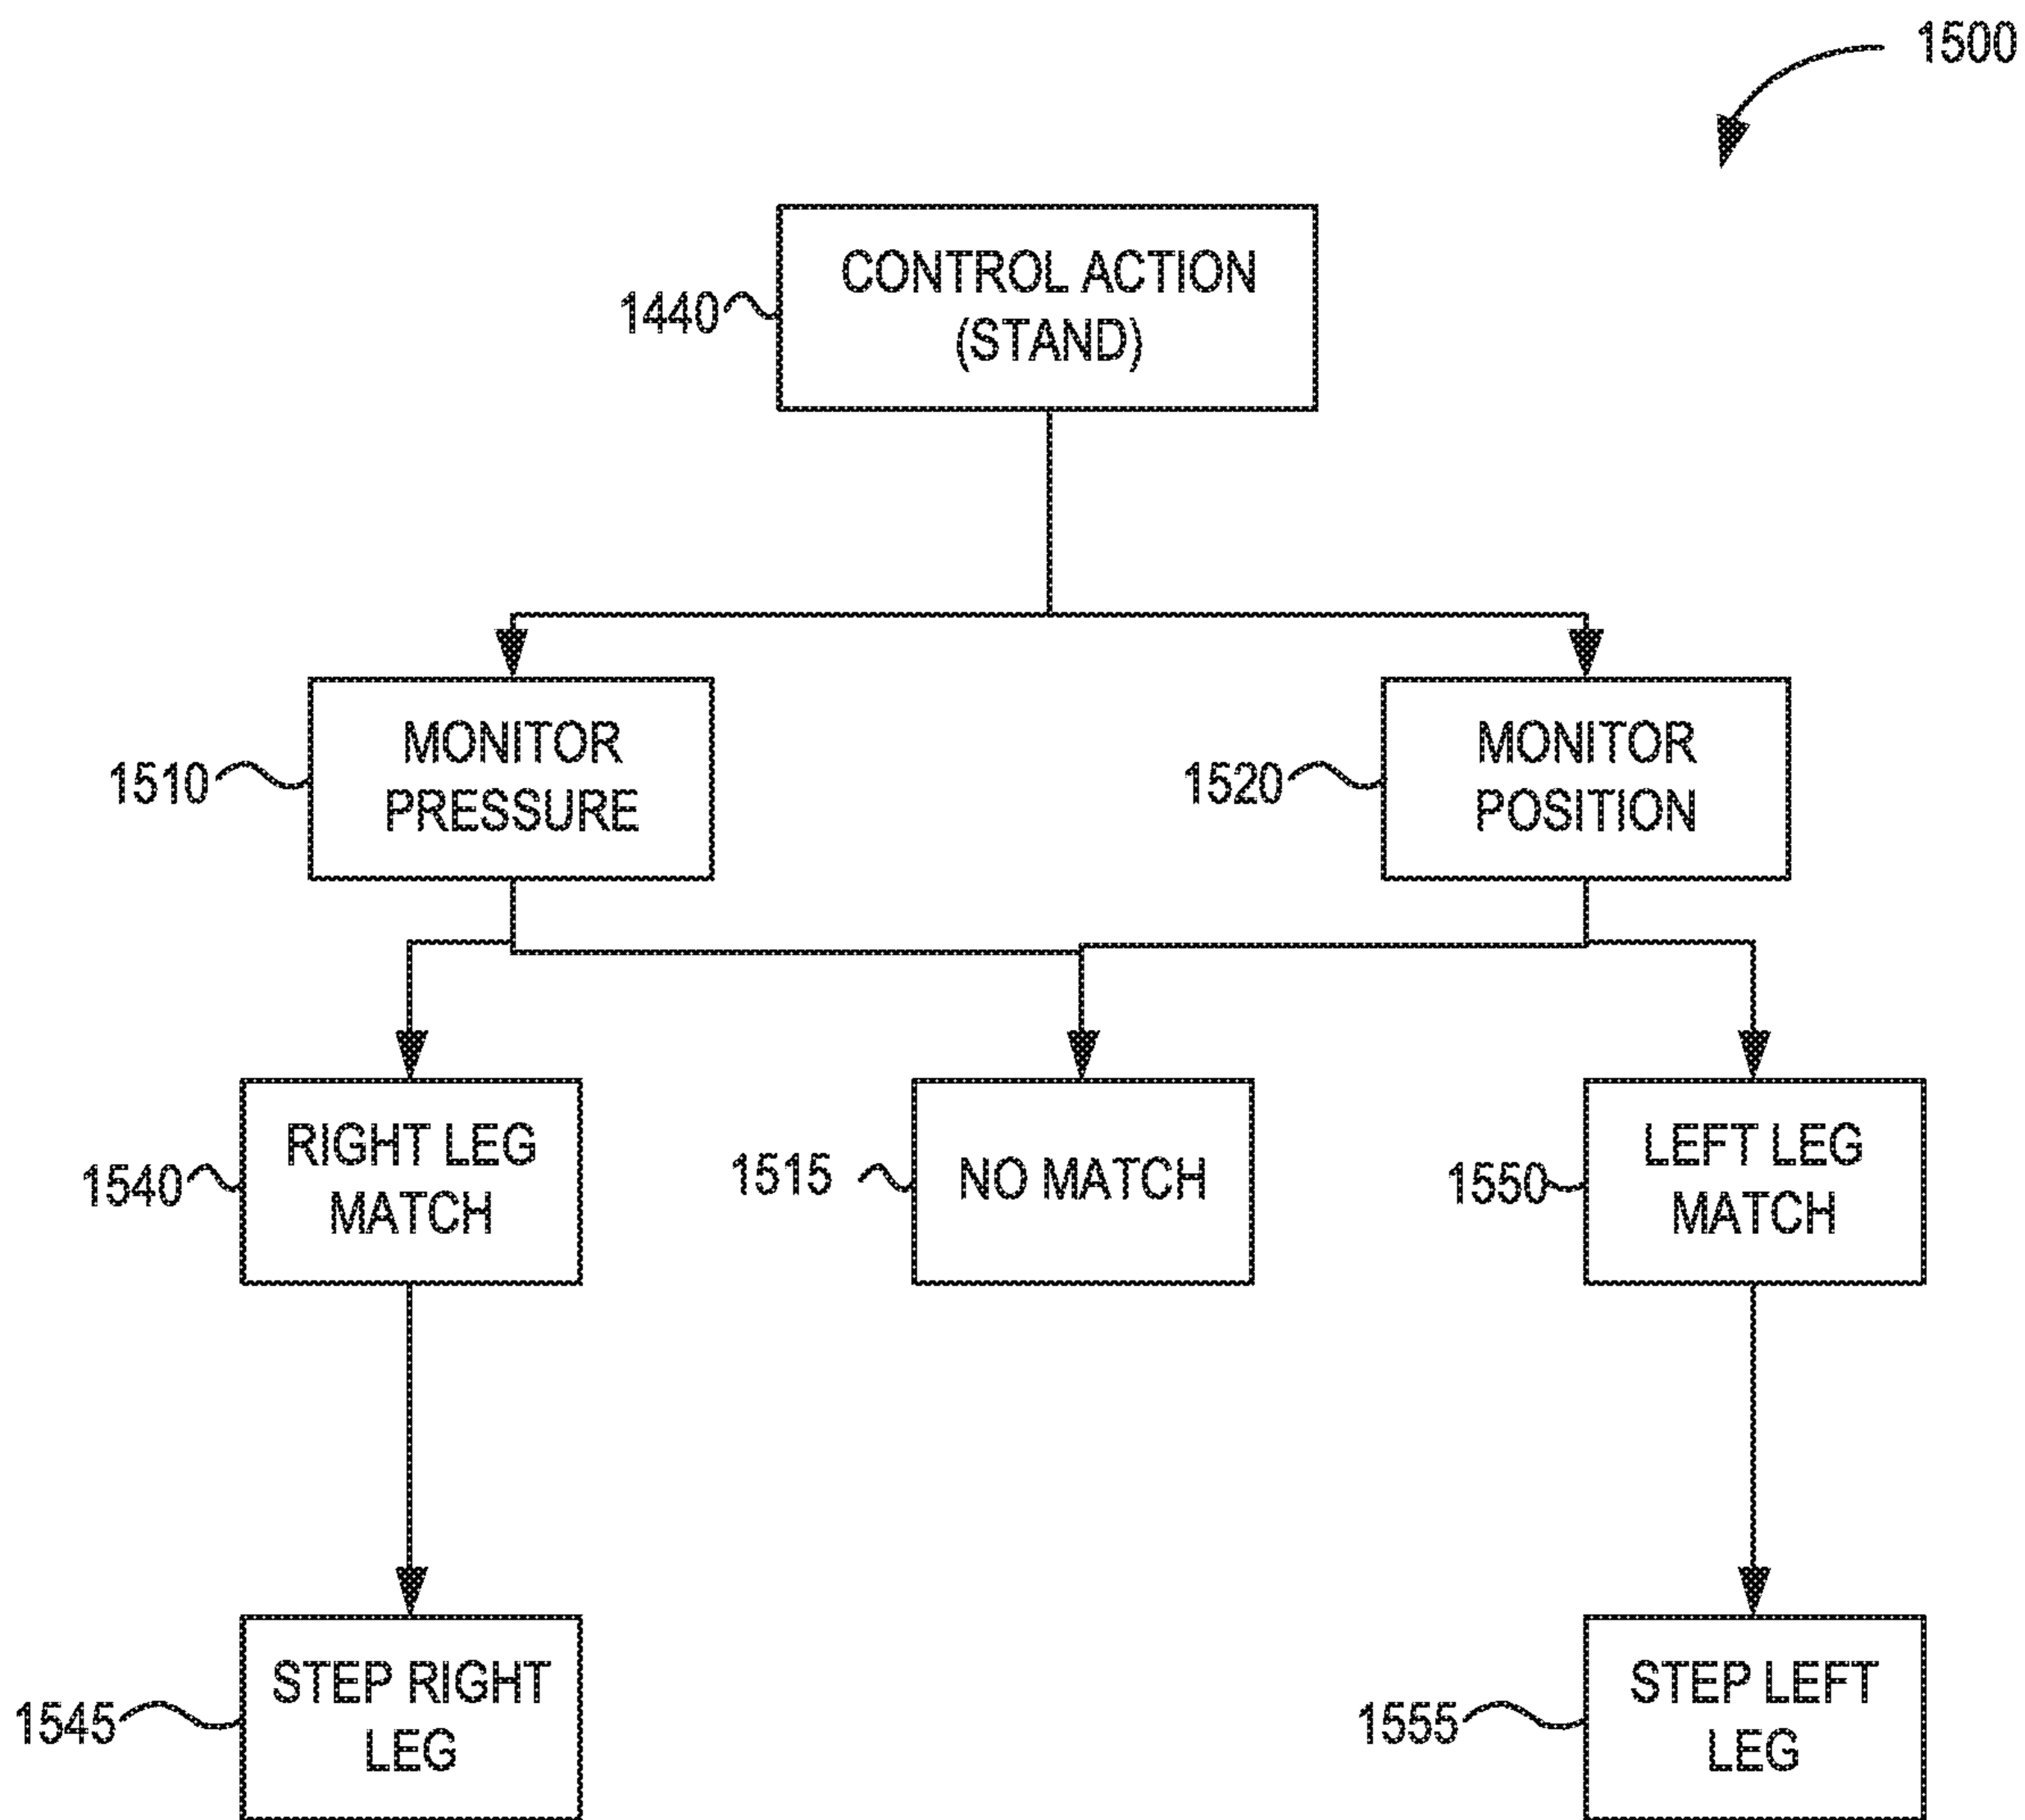 1500
CONTROL ACTION
(STAND)
1440
MONITOR
PRESSURE
1510
MONITOR
POSITION
1520
RIGHT LEG
MATCH
1540
NO MATCH
1515
LEFT LEG
MATCH
1550
STEP RIGHT
LEG
1545
STEP LEFT
LEG
1555